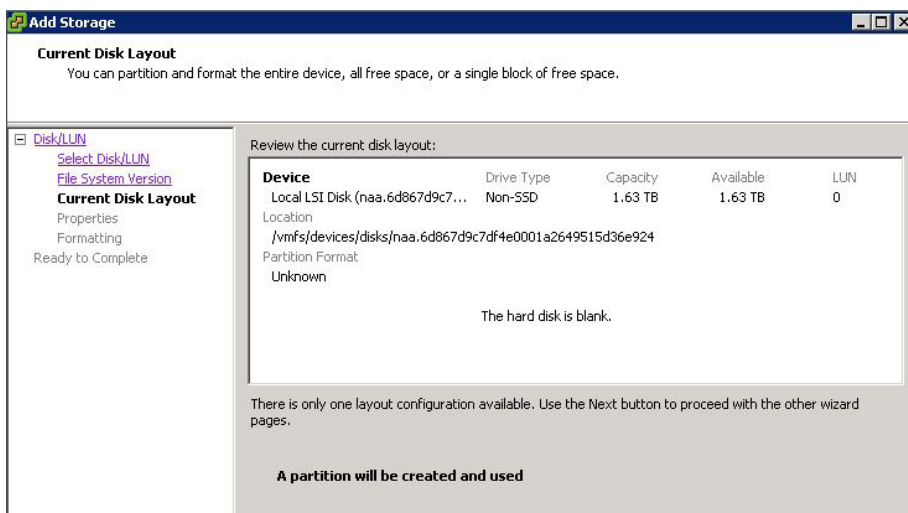 Add Storage
Current Disk Layout
You can partition and format the entire device, all free space, or a single block of free space.
Disk/LUN
Select Disk/LUN
File System Version
Current Disk Layout
Properties
Formatting
Ready to Complete
Review the current disk layout:
Device Drive Type Capacity Available LUN
Local LSI Disk (naa.6d867d9c7... Non-SSD 1.63 TB 1.63 TB 0
Location
/vmfs/devices/disks/naa.6d867d9c7df4e0001a2649515d36e924
Partition Format
Unknown
The hard disk is blank.
There is only one layout configuration available. Use the Next button to proceed with the other wizard
pages.
A partition will be created and used